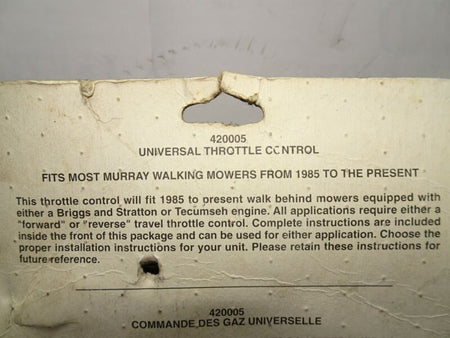 420005
UNIVERSAL THROTTLE CONTROL
FITS MOST MURRAY WALKING MOWERS FROM 1985 TO THE PRESENT
This throttle control will fit 1985 to present walk behind mowers equipped with
either a Briggs and Stratton or Tecumseh engine. All applications require either a
"forward" or "reverse" travel throttle control. Complete instructions are included
inside the front of this package and can be used for either application. Choose the
proper installation instructions for your unit. Please retain these instructions for
future reference.
420005
COMMANDE DES GAZ UNIVERSELLE